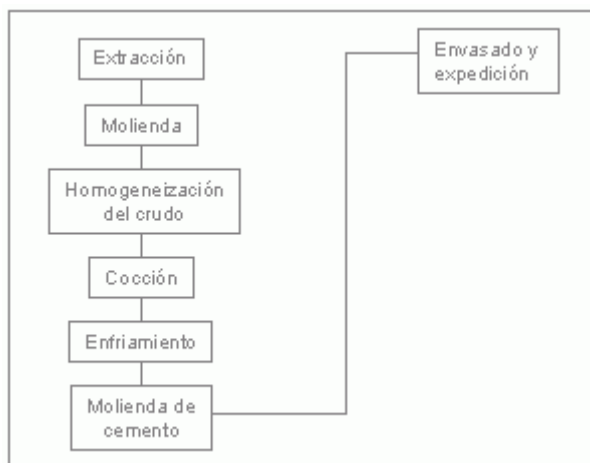 Extracción
Molienda
Homogeneización
del crudo
Cocción
Enfriamiento
Molienda de
cemento
Envasado y
expedición